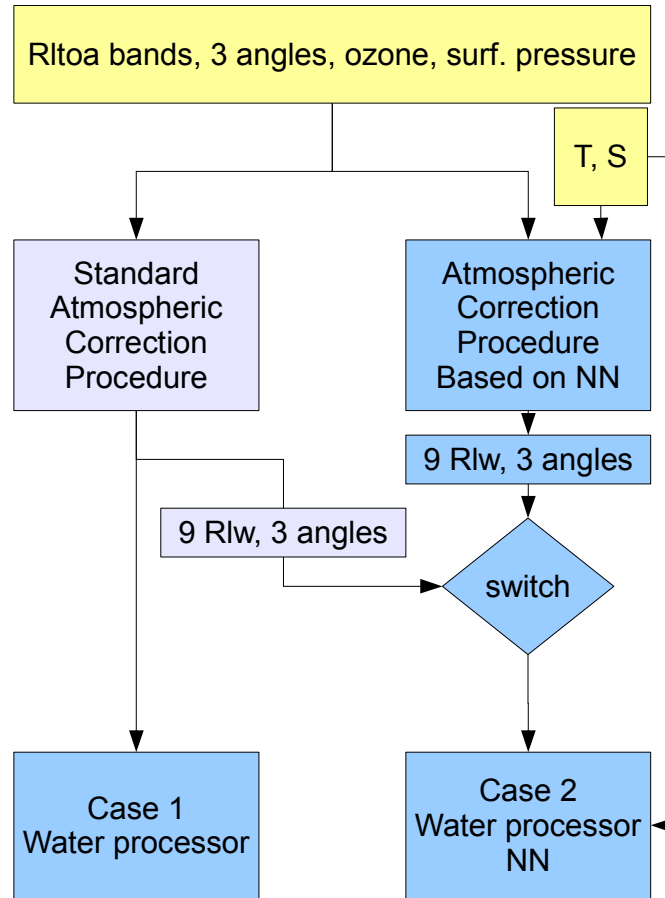 Rltoa bands, 3 angles, ozone, surf. pressure
T, S
Standard
Atmospheric
Correction
Procedure
Atmospheric
Correction
Procedure
Based on NN
9 Rlw, 3 angles
9 Rlw, 3 angles
switch
Case 1
Water processor
Case 2
Water processor
NN